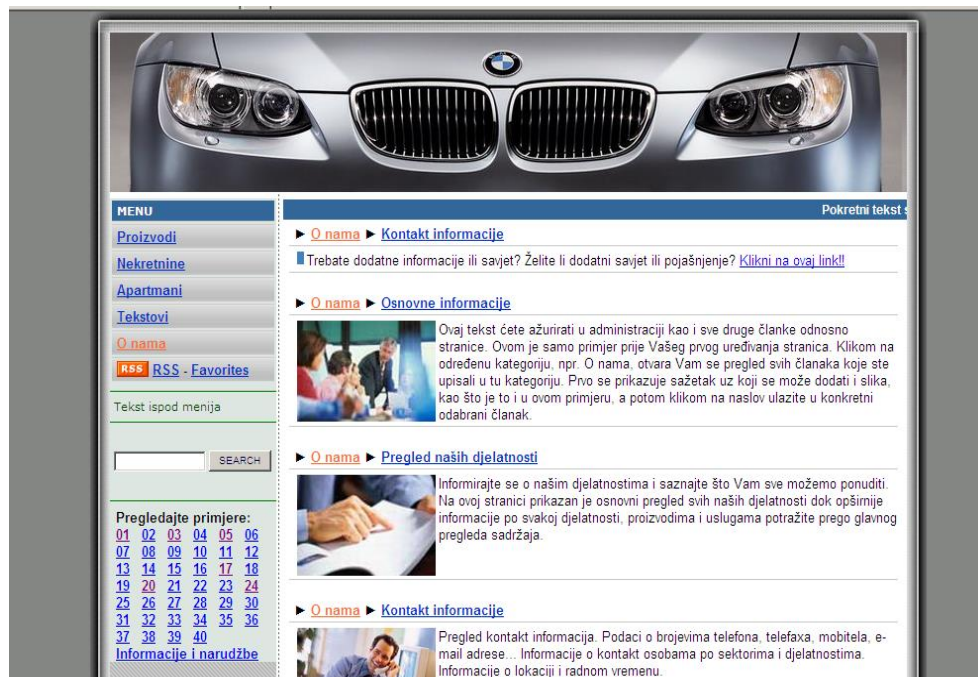 MENU
Proizvodi
Nekretnine
Apartmani
Tekstovi
O nama
RSS RSS - Favorites
Tekst ispod menija
SEARCH
Pregledajte primjere:
01 02 03 04 05 06
07 08 09 10 11 12
13 14 15 16 17 18
19 20 21 22 23 24
25 26 27 28 29 30
31 32 33 34 35 36
37 38 39 40
Informacije i narudžbe
Pokretni tekst s
O nama Kontakt informacije
Trebate dodatne informacije ili savjet? Želite li dodatni savjet ili pojašnjenje? Klikni na ovaj link!!
O nama Osnovne informacije
Ovaj tekst ćete ažurirati u administraciji kao i sve druge članke odnosno
stranice. Ovom je samo primjer prije Vašeg prvog uređivanja stranica. Klikom na
određenu kategoriju, npr. O nama, otvara Vam se pregled svih članaka koje ste
upisali u tu kategoriju. Prvo se prikazuje sažetak uz koji se može dodati i slika,
kao što je to i u ovom primjeru, a potom klikom na naslov ulazite u konkretni
odabrani članak.
O nama Pregled naših djelatnosti
Informirajte se o našim djelatnostima i saznajte što Vam sve možemo ponuditi.
Na ovoj stranici prikazan je osnovni pregled svih naših djelatnosti dok opširnije
informacije po svakoj djelatnosti, proizvodima i uslugama potražite prego glavnog
pregleda sadržaja.
O nama Kontakt informacije
Pregled kontakt informacija. Podaci o brojevima telefona, telefaxa, mobitela, e-
mail adrese... Informacije o kontakt osobama po sektorima i djelatnostima.
Informacije o lokaciji i radnom vremenu.